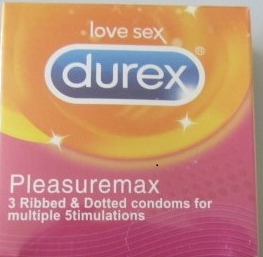 love sex
durex®
Pleasuremax
3 Ribbed & Dotted condoms for
multiple 5timulations